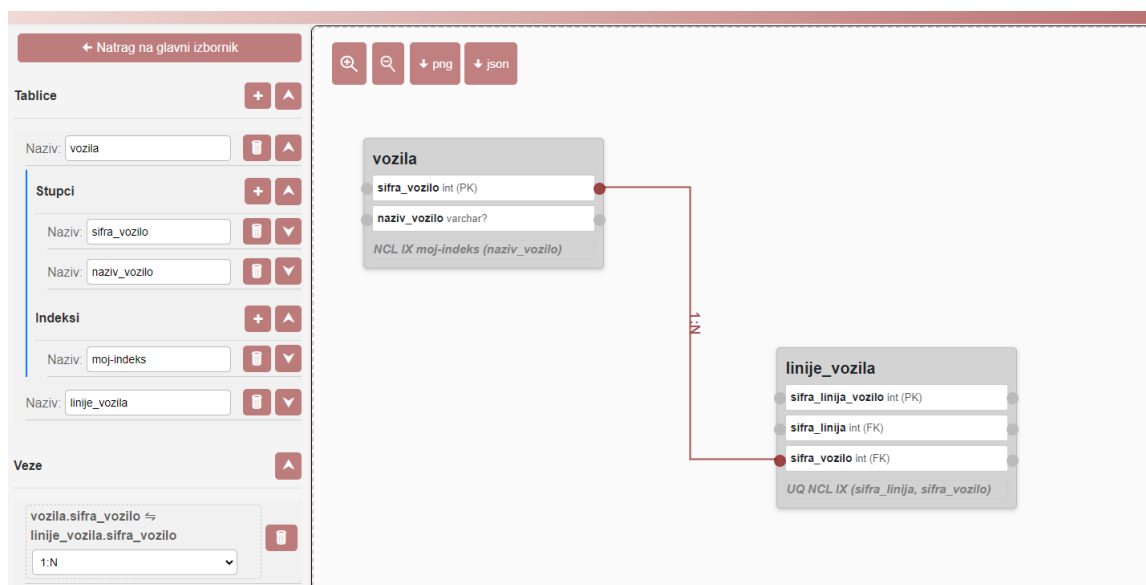 Natrag na glavni izbornik
Tablice
Naziv: vozila
Stupci
Naziv: sifra_vozilo
Naziv: naziv_vozilo
Indeksi
Naziv: moj-indeks
Naziv: linije_vozila
Veze
vozila.sifra_vozilo ⇋
linije_vozila.sifra_vozilo
1:N
png
json
vozila
sifra_vozilo int (PK)
naziv_vozilo varchar?
NCL IX moj-indeks (naziv_vozilo)
1:N
linije_vozila
sifra_linija_vozilo int (PK)
sifra_linija int (FK)
sifra_vozilo int (FK)
UQ NCL IX (sifra_linija, sifra_vozilo)